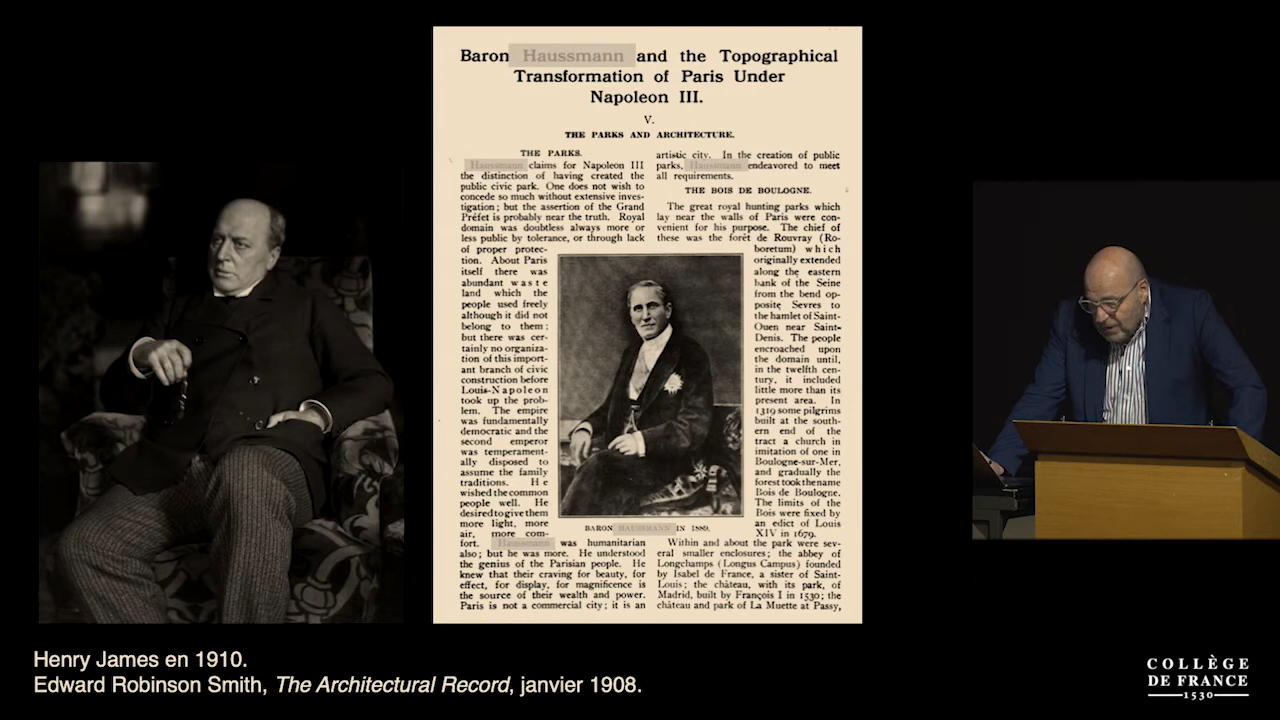 Baron Haussmann and the Topographical
Transformation of Paris Under
Napoleon III.
V.
THE PARKS AND ARCHITECTURE.
THE PARKS.
Haussmann claims for Napoleon III
the distinction of having created the
public civic park. One does not wish to
concede so much without extensive inves-
tigation; but the assertion of the Grand
Préfet is probably near the truth. Royal
domain was doubtless always more or
less public by tolerance, or through lack
of proper protec-
tion. About Paris
itself there was
abundant waste
land which the
people used freely
although it did not
belong to them;
but there was cer-
tainly no organiza-
tion of this import-
ant branch of civic
construction before
Louis-Napoleon
took up the prob-
lem. The empire
was fundamentally
democratic and the
second emperor
was temperament-
ally disposed to
assume the family
traditions. He
wished the common
people well. He
desired to give them
more light, more
air, more com-
fort. Haussmann was humanitarian
also; but he was more. He understood
the genius of the Parisian people. He
knew that their craving for beauty, for
effect, for display, for magnificence is
the source of their wealth and power.
Paris is not a commercial city; it is an
artistic city. In the creation of public
parks, Haussmann endeavored to meet
all requirements.
THE BOIS DE BOULOGNE.
The great royal hunting parks which
lay near the walls of Paris were con-
venient for his purpose. The chief of
these was the forêt de Rouvray (Ro-
boretum) which
originally extended
along the eastern
bank of the Seine
from the bend op-
posite Sevres to
the hamlet of Saint-
Ouen near Saint-
Denis. The people
encroached upon
the domain until,
in the twelfth cen-
tury, it included
little more than its
present area. In
1319 some pilgrims
built at the south-
ern end of the
tract a church in
imitation of one in
Boulogne-sur-Mer,
and gradually the
forest took the name
Bois de Boulogne.
The limits of the
Bois were fixed by
an edict of Louis
XIV in 1679.
Within and about the park were sev-
eral smaller enclosures; the abbey of
Longchamps (Longus Campus) founded
by Isabel de France, a sister of Saint-
Louis; the château, with its park, of
Madrid, built by François I in 1530; the
château and park of La Muette at Passy,
BARON HAUSSMANN IN 1889.
Henry James en 1910.
Edward Robinson Smith, The Architectural Record, janvier 1908.
COLLÈGE
DE FRANCE
1530